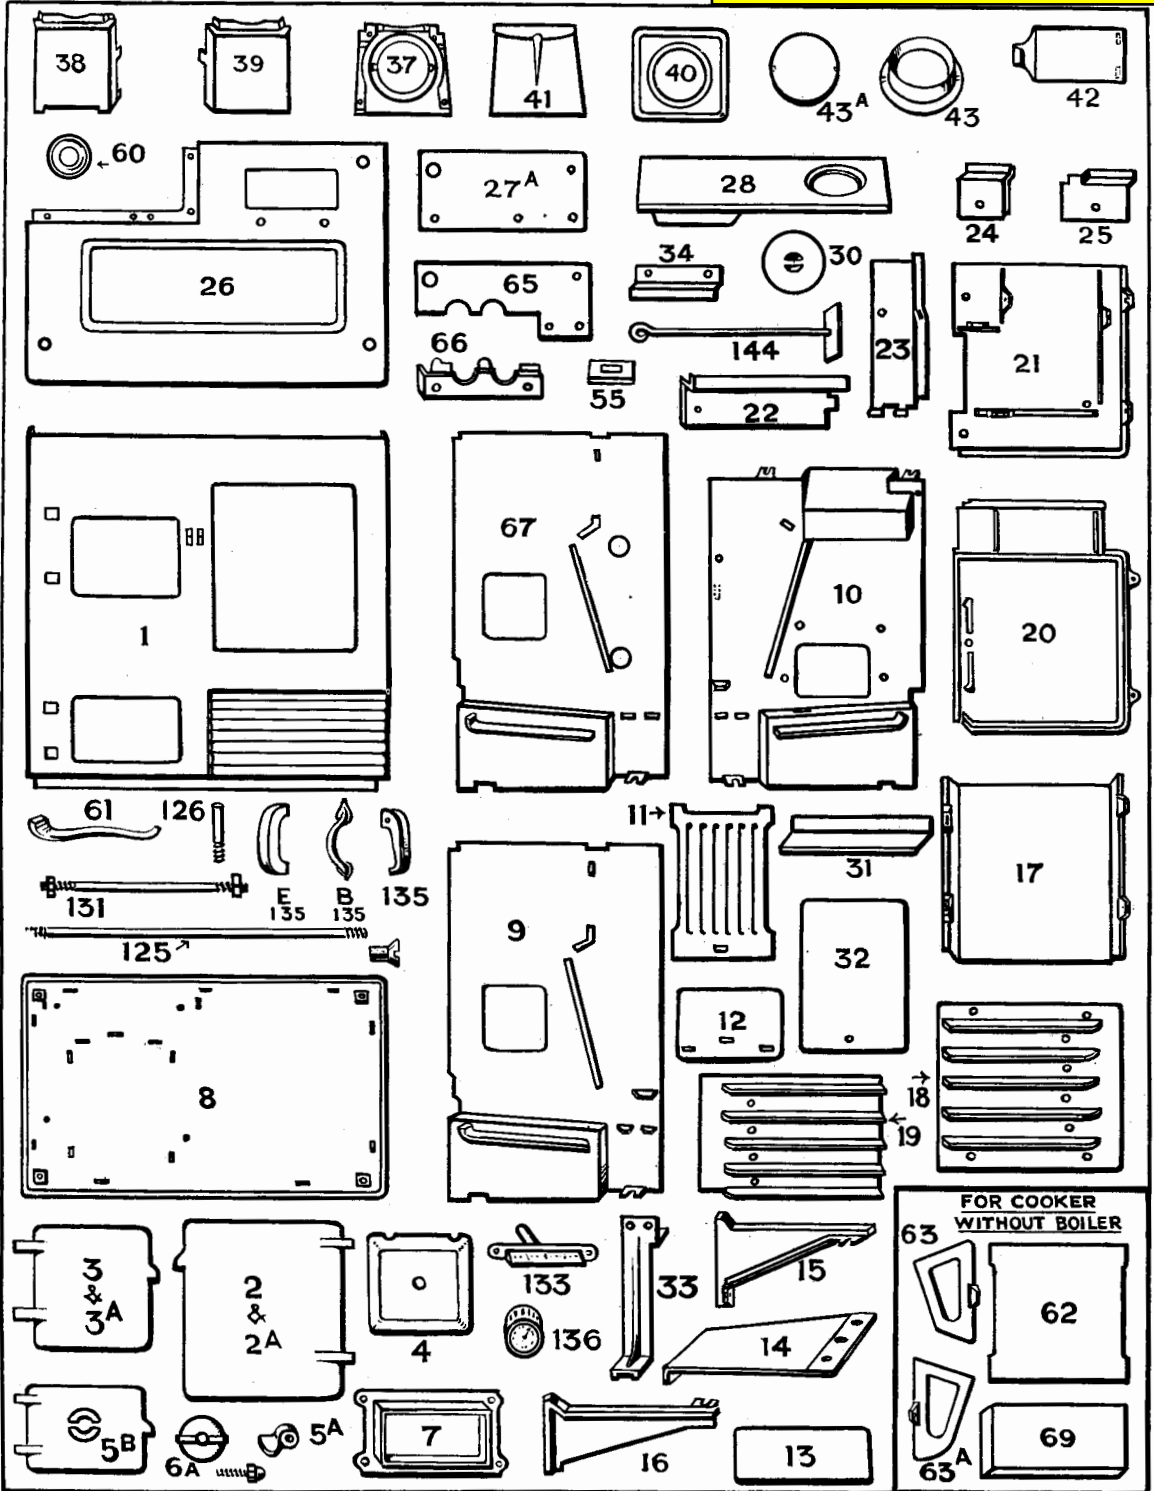 38 39 37 41 40 43A 43 42
60 27A 28 24 25
26 65 34 30 23 21
66 55 144 22
1 67 10 20
61 126 11 31 17
131 E 135 B 135 135
125 9 32
8 12 18
19
FOR COOKER
WITHOUT BOILER
3 & 3A 2 & 2A 4 133 136 33 15 63 62
14
5B 6A 5A 7 16 13 63A 69